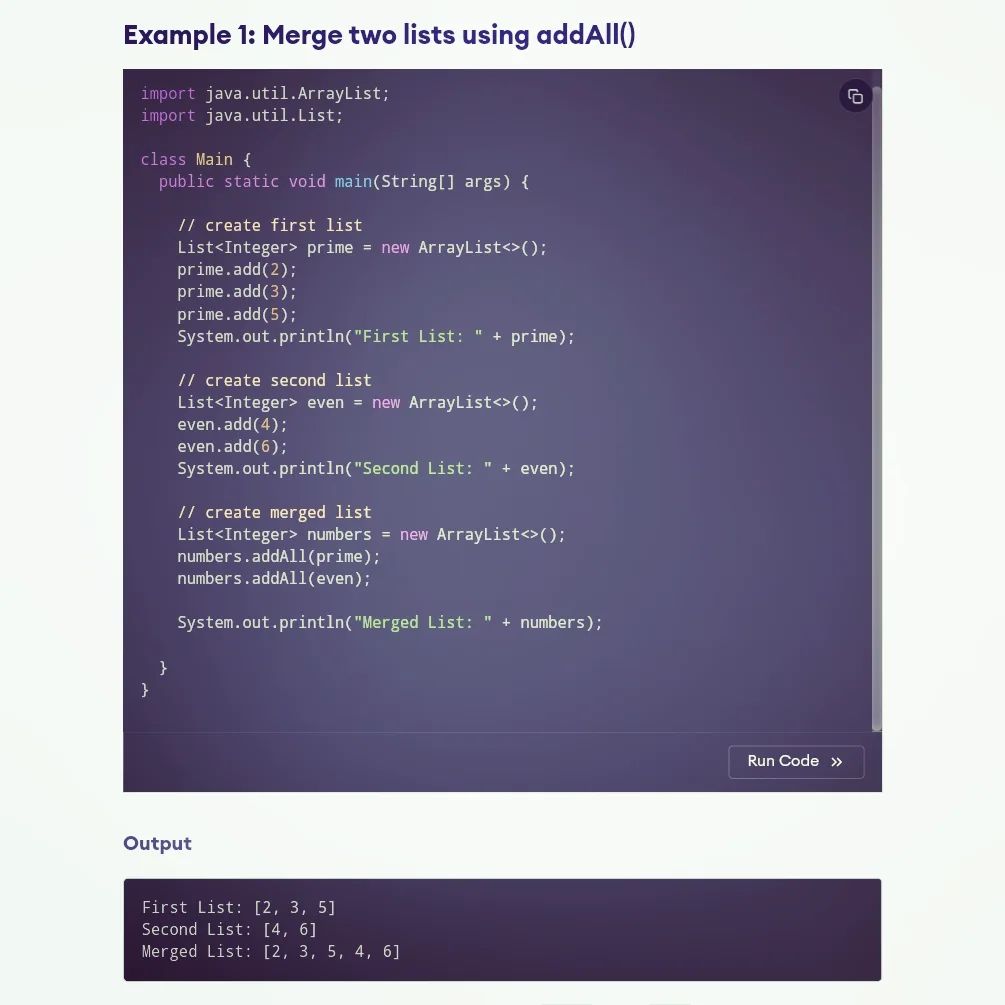 Example 1: Merge two lists using addAll()
import java.util.ArrayList;
import java.util.List;
class Main {
  public static void main(String[] args) {
    // create first list
    List<Integer> prime = new ArrayList<>();
    prime.add(2);
    prime.add(3);
    prime.add(5);
    System.out.println("First List: " + prime);
    // create second list
    List<Integer> even = new ArrayList<>();
    even.add(4);
    even.add(6);
    System.out.println("Second List: " + even);
    // create merged list
    List<Integer> numbers = new ArrayList<>();
    numbers.addAll(prime);
    numbers.addAll(even);
    System.out.println("Merged List: " + numbers);
  }
}
Run Code »
Output
First List: [2, 3, 5]
Second List: [4, 6]
Merged List: [2, 3, 5, 4, 6]